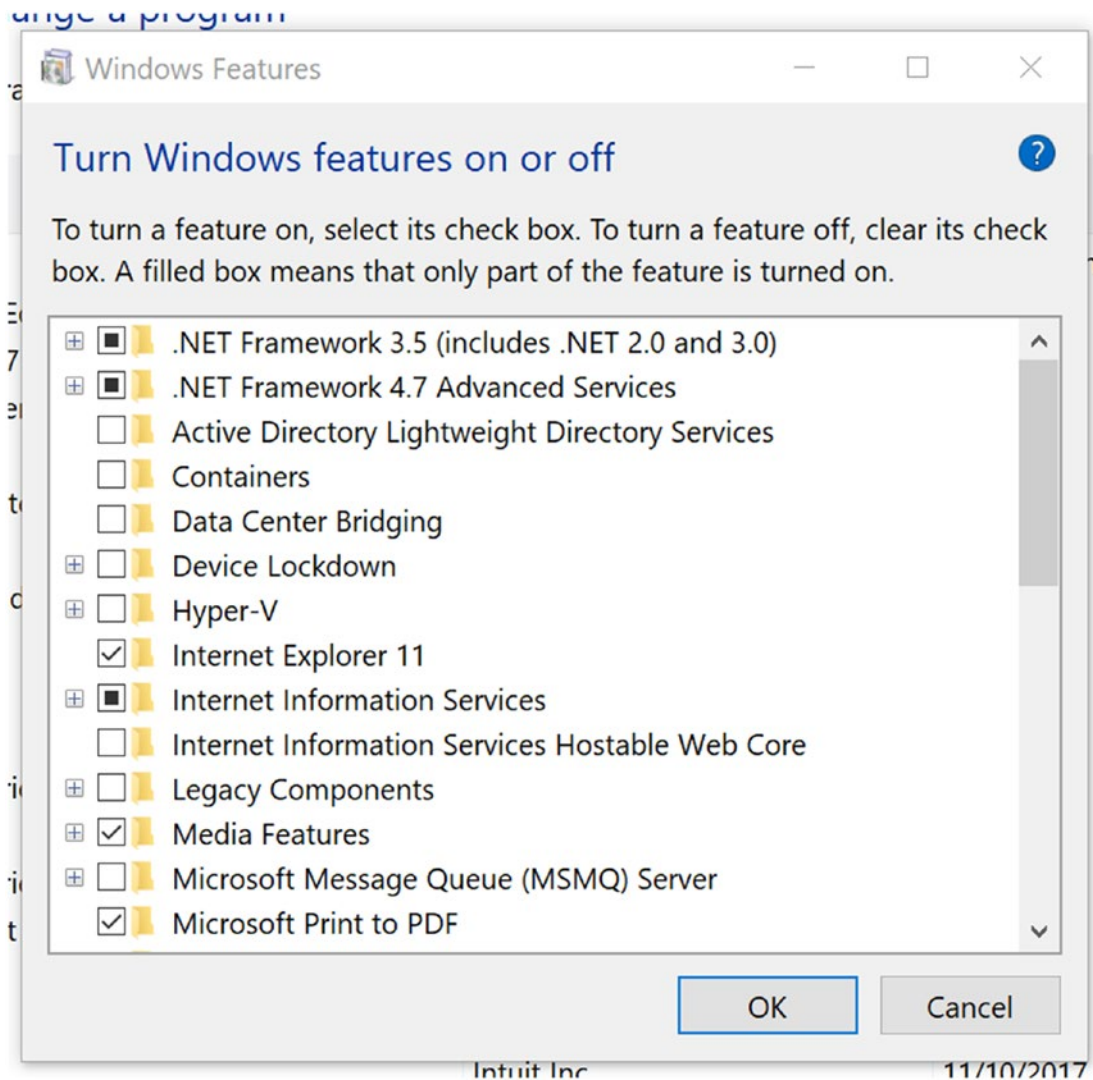 ange a program
Windows Features
Turn Windows features on or off
?
To turn a feature on, select its check box. To turn a feature off, clear its check
box. A filled box means that only part of the feature is turned on.
.NET Framework 3.5 (includes .NET 2.0 and 3.0)
7
.NET Framework 4.7 Advanced Services
Active Directory Lightweight Directory Services
Containers
Data Center Bridging
Device Lockdown
Hyper-V
Internet Explorer 11
Internet Information Services
Internet Information Services Hostable Web Core
Legacy Components
Media Features
Microsoft Message Queue (MSMQ) Server
Microsoft Print to PDF
OK
Cancel
Intuit Inc
11/10/2017